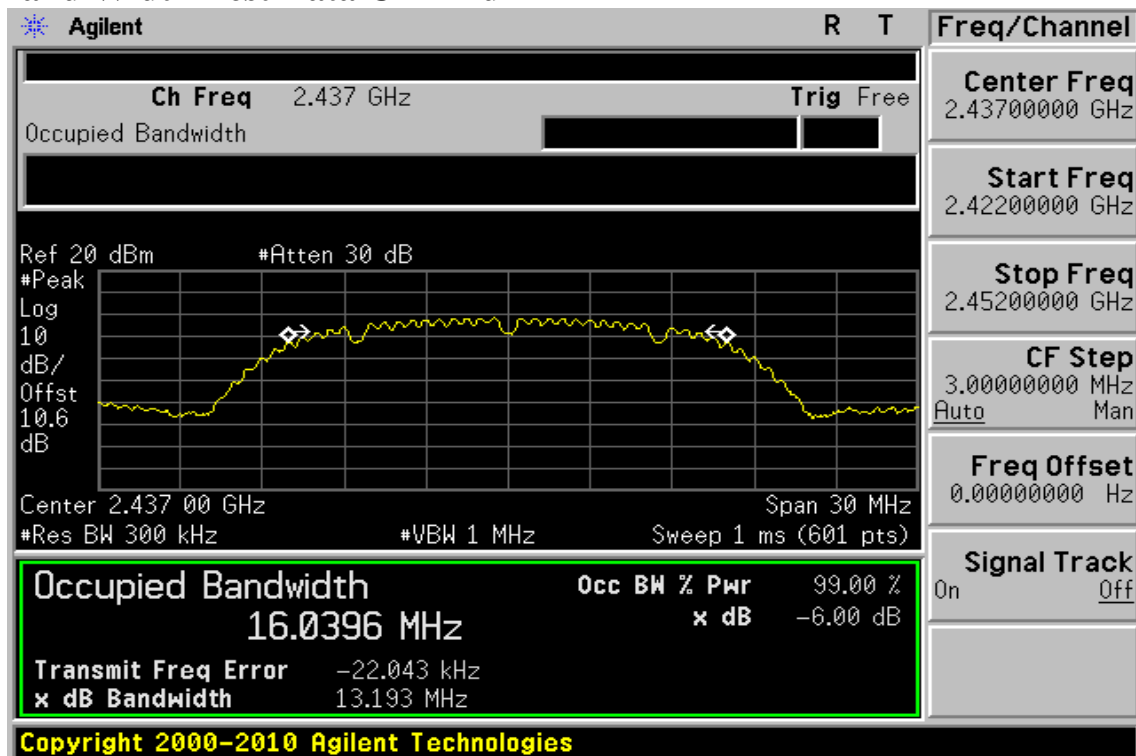 Agilent R T Freq/Channel
Ch Freq 2.437 GHz Trig Free
Occupied Bandwidth
Center Freq
2.43700000 GHz
Start Freq
2.42200000 GHz
Stop Freq
2.45200000 GHz
CF Step
3.00000000 MHz
Auto Man
Freq Offset
0.00000000 Hz
Signal Track
On Off
Ref 20 dBm #Atten 30 dB
#Peak
Log
10
dB/
Offst
10.6
dB
Center 2.437 00 GHz Span 30 MHz
#Res BW 300 kHz #VBW 1 MHz Sweep 1 ms (601 pts)
Occupied Bandwidth Occ BW % Pwr 99.00 %
16.0396 MHz x dB -6.00 dB
Transmit Freq Error -22.043 kHz
x dB Bandwidth 13.193 MHz
Copyright 2000-2010 Agilent Technologies